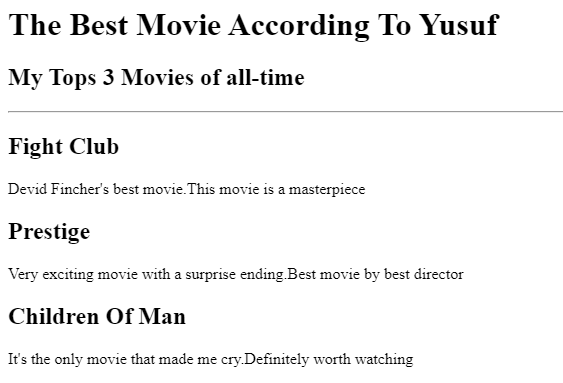 The Best Movie According To Yusuf
My Tops 3 Movies of all-time
Fight Club
Devid Fincher's best movie.This movie is a masterpiece
Prestige
Very exciting movie with a surprise ending.Best movie by best director
Children Of Man
It's the only movie that made me cry.Definitely worth watching